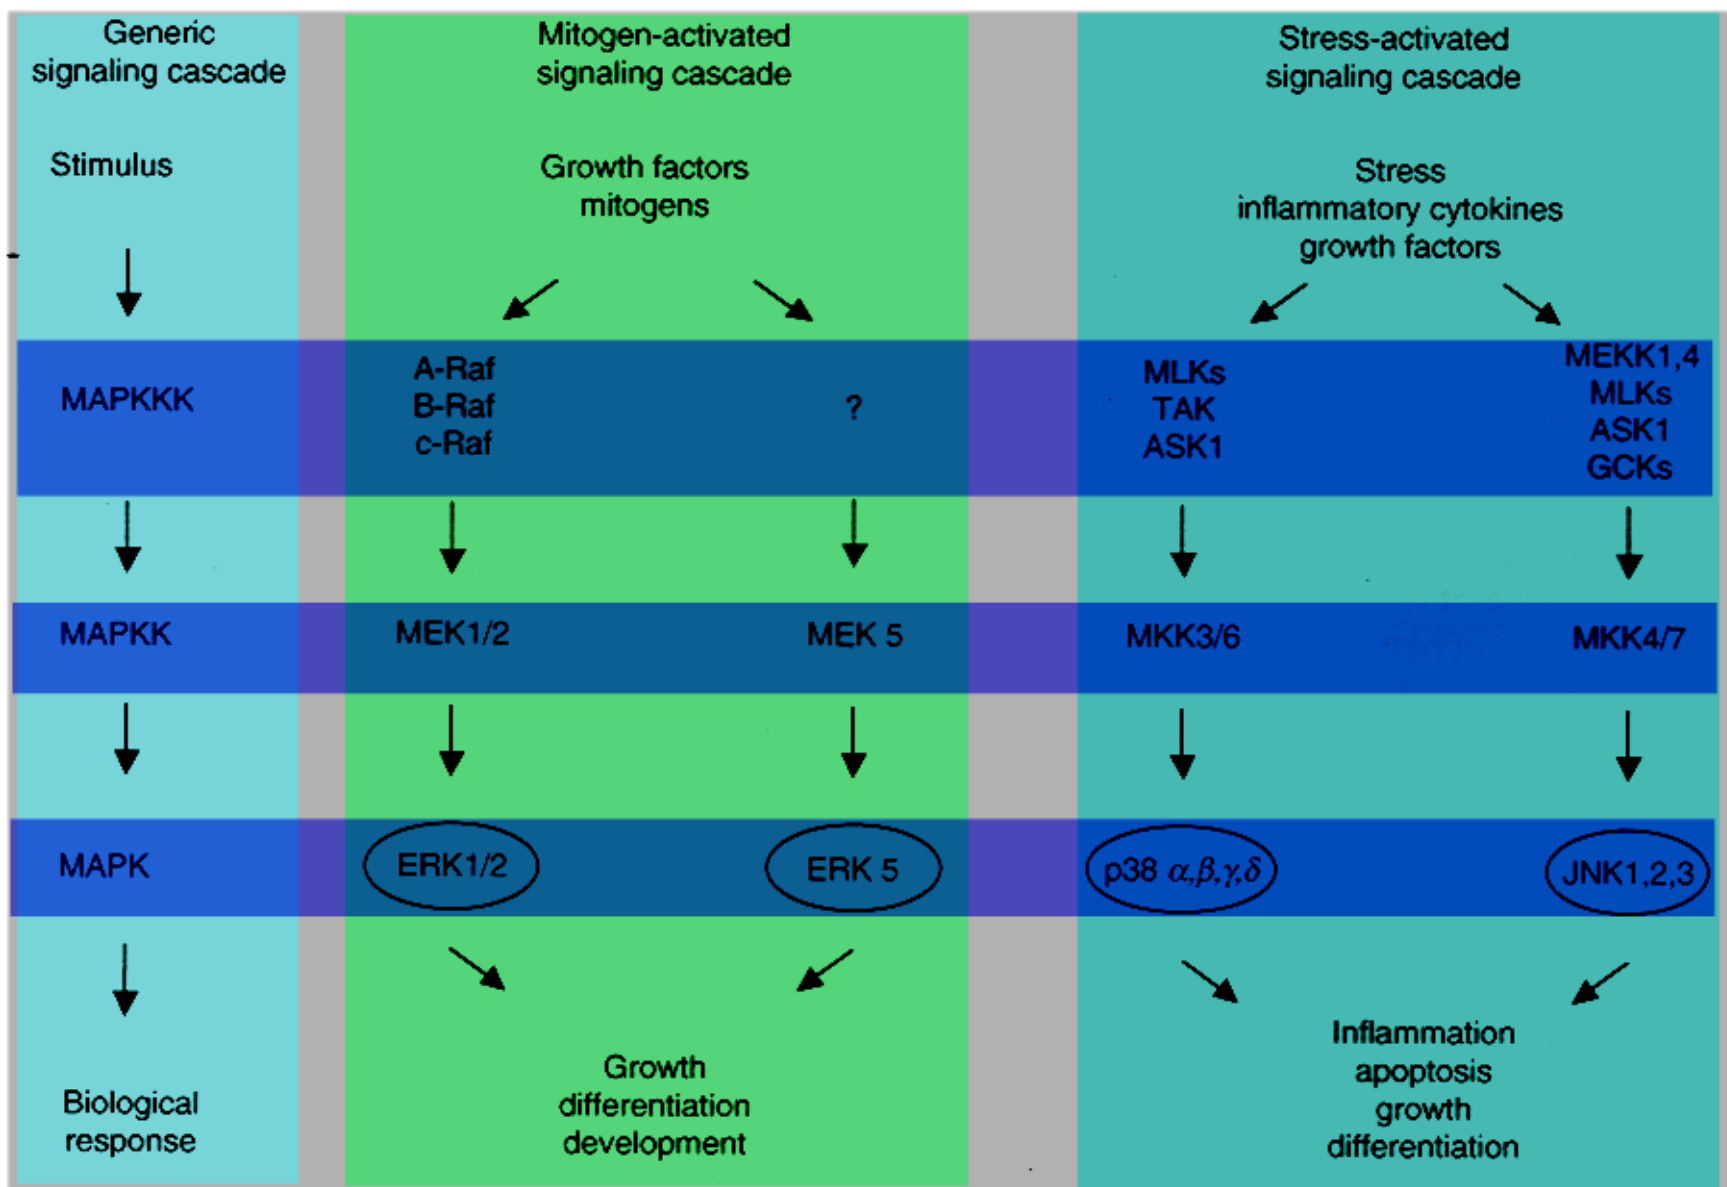 Generic
signaling cascade
Mitogen-activated
signaling cascade
Stress-activated
signaling cascade
Stimulus
Growth factors
mitogens
Stress
inflammatory cytokines
growth factors
MAPKKK
A-Raf
B-Raf
c-Raf
?
MLKs
TAK
ASK1
MEKK1,4
MLKs
ASK1
GCKs
MAPKK
MEK1/2
MEK 5
MKK3/6
MKK4/7
MAPK
ERK1/2
ERK 5
p38 α,β,γ,δ
JNK1,2,3
Biological
response
Growth
differentiation
development
Inflammation
apoptosis
growth
differentiation